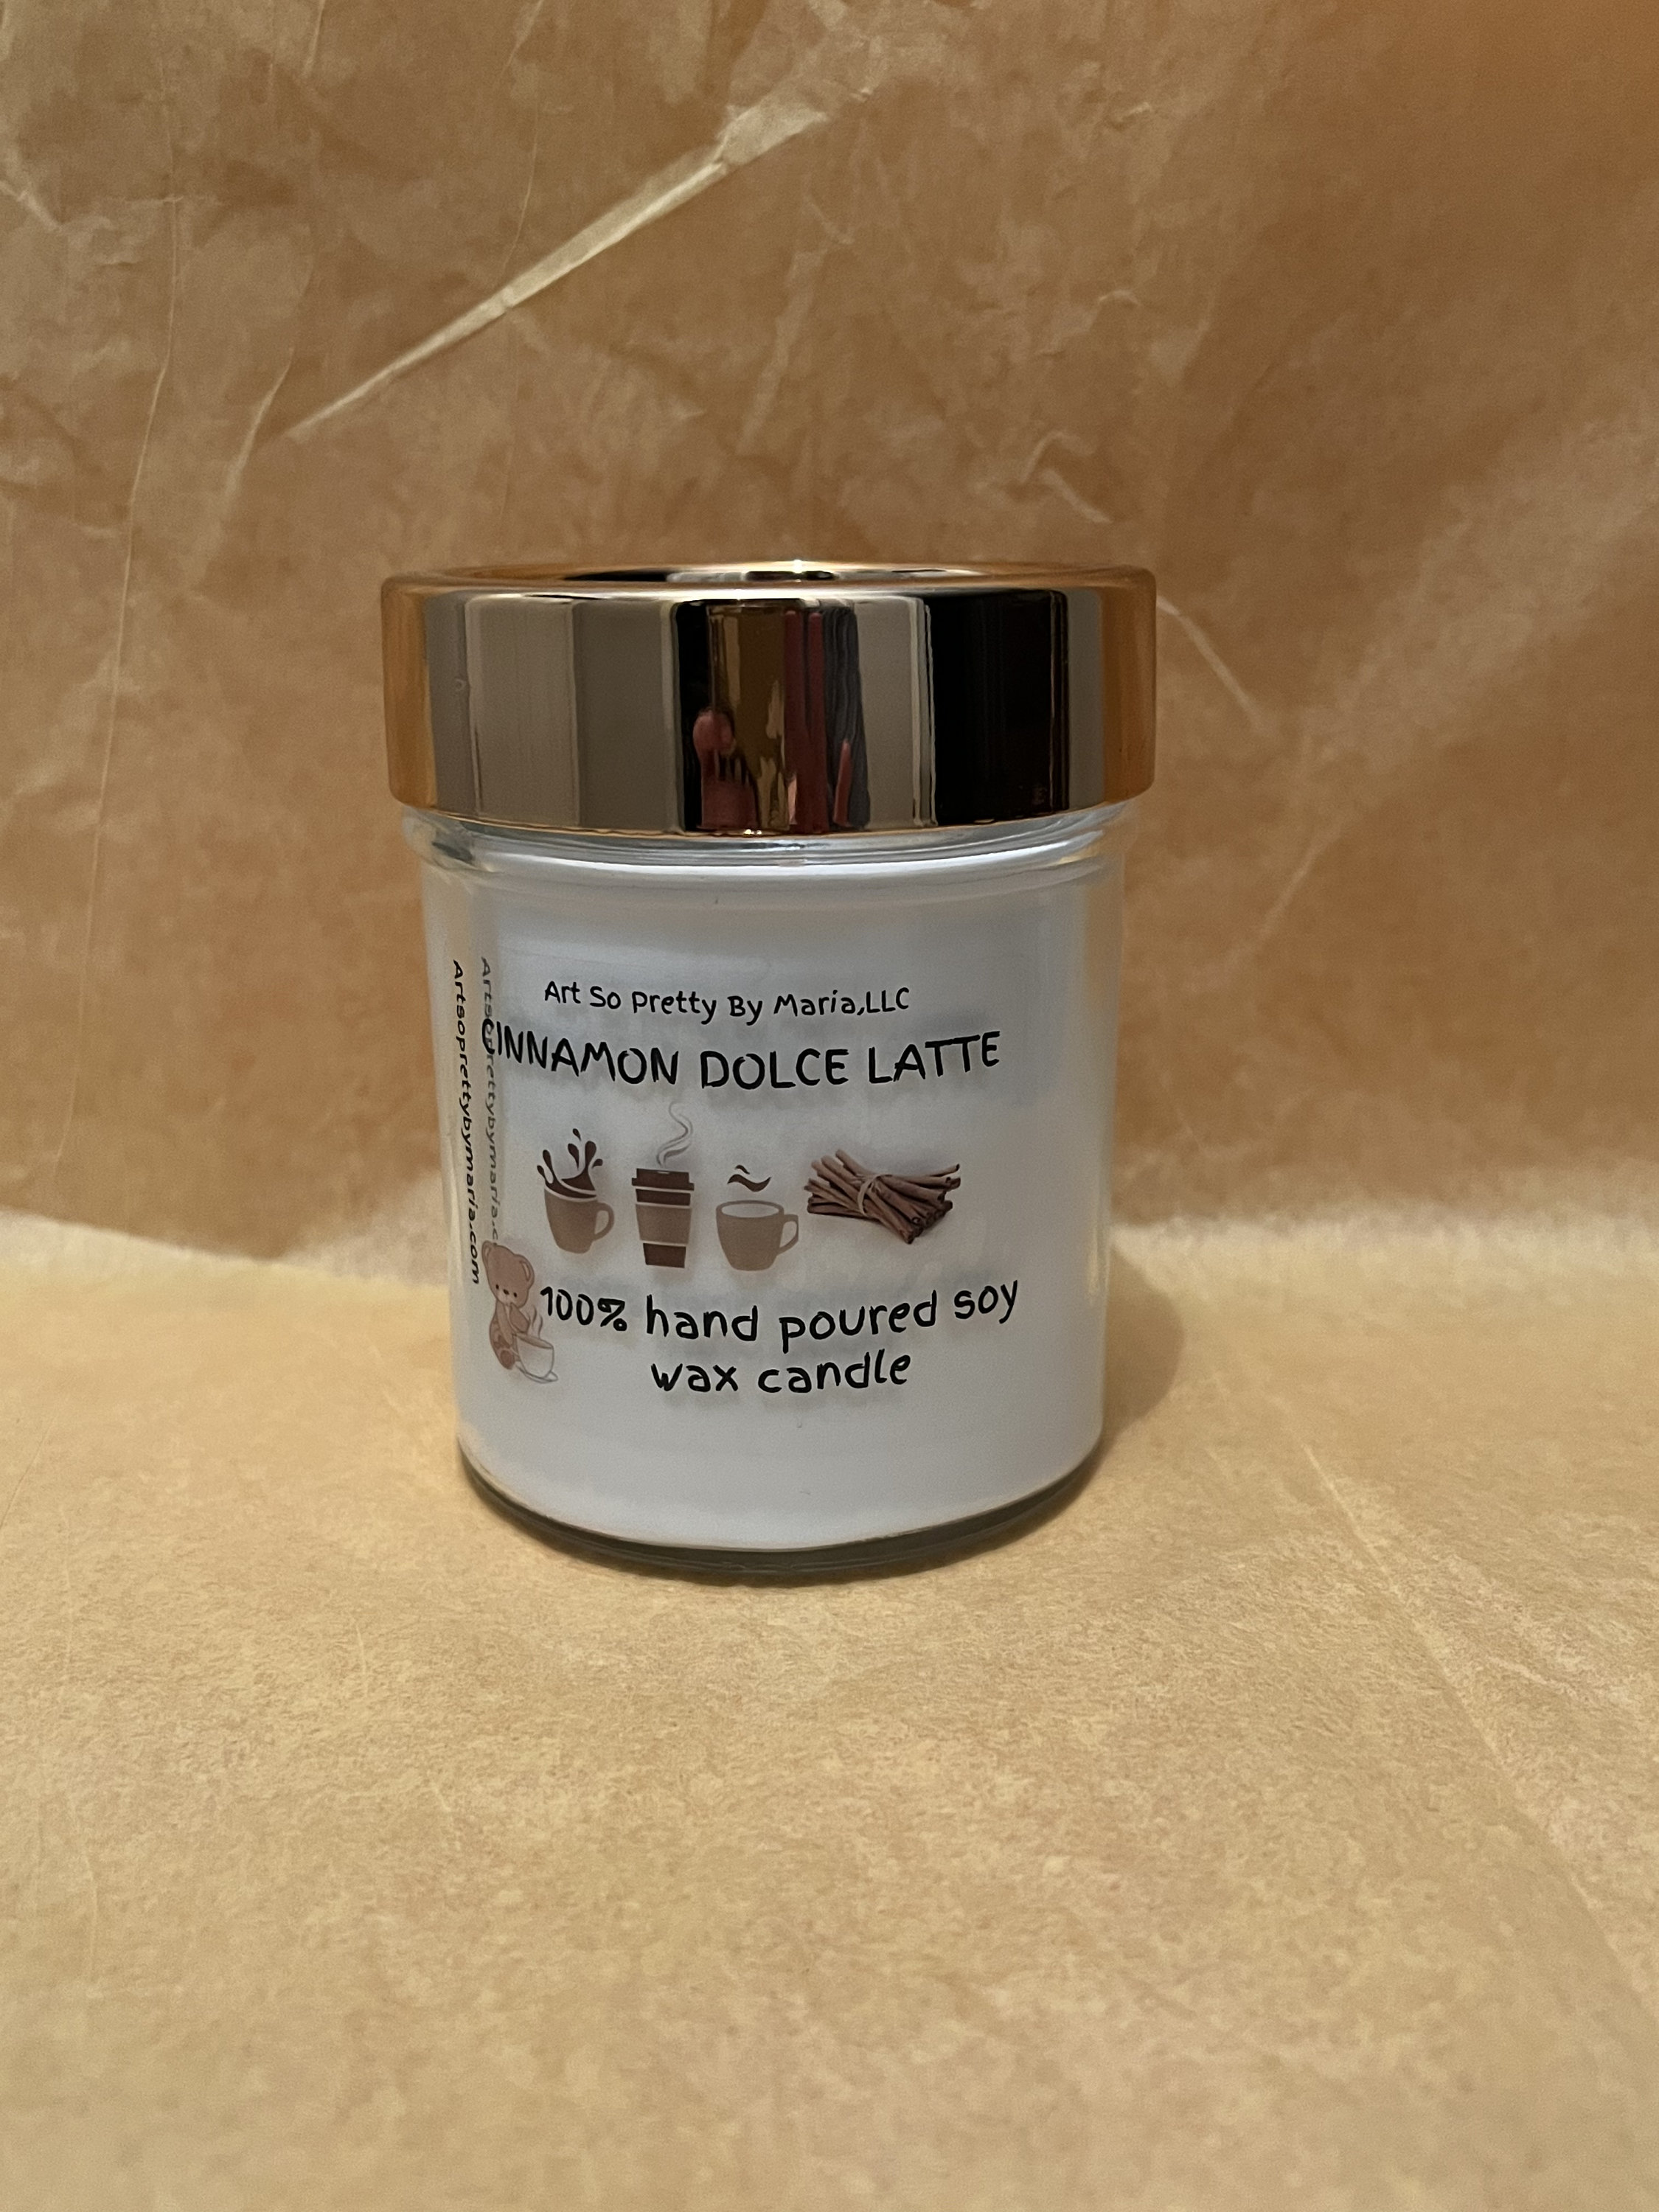 Art So Pretty By Maria,LLC
CINNAMON DOLCE LATTE
100% hand poured soy
wax candle
Artsoprettybymaria.com